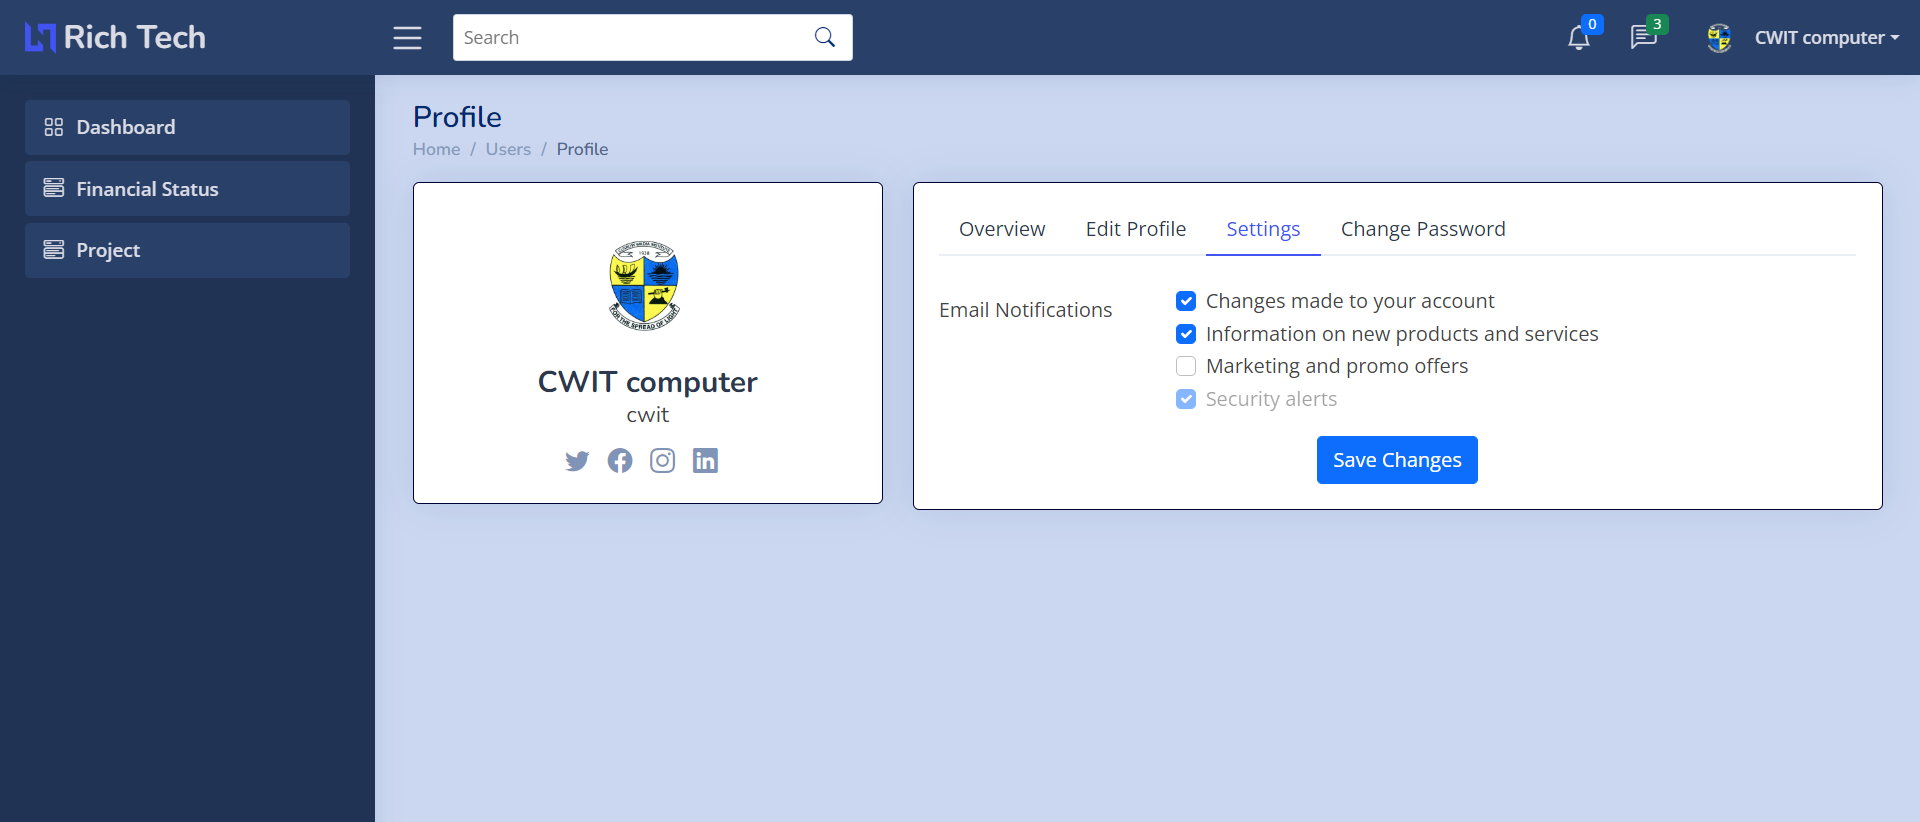 Rich Tech
Search
0
3
CWIT computer
Dashboard
Financial Status
Project
Profile
Home / Users / Profile
1938
FOR THE SPREAD OF LIGHT
CWIT computer
cwit
Overview Edit Profile Settings Change Password
Email Notifications
Changes made to your account
Information on new products and services
Marketing and promo offers
Security alerts
Save Changes